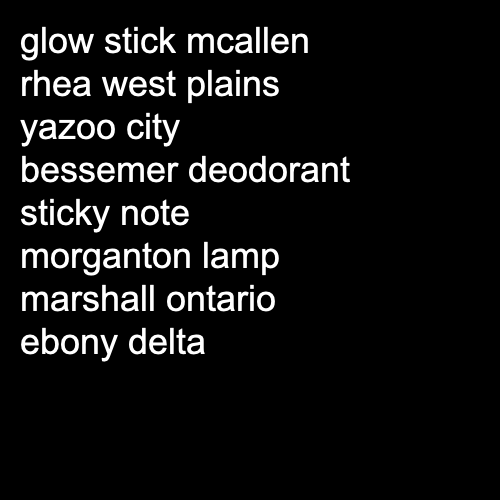 glow stick mcallen
rhea west plains
yazoo city
bessemer deodorant
sticky note
morganton lamp
marshall ontario
ebony delta